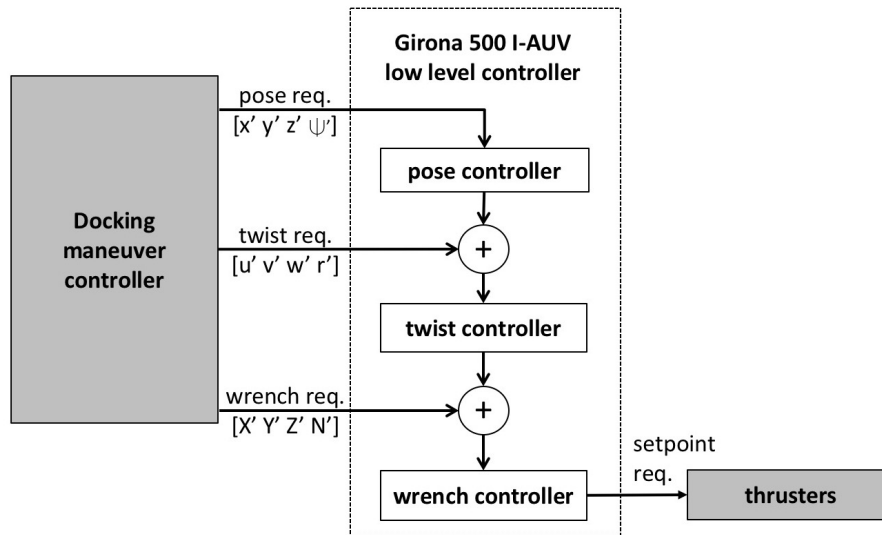 Girona 500 I-AUV
low level controller
pose req.
[x′ y′ z′ ψ′]
pose controller
Docking
maneuver
controller
twist req.
[u′ v′ w′ r′]
+
twist controller
wrench req.
[X′ Y′ Z′ N′]
+
setpoint
req.
wrench controller
thrusters